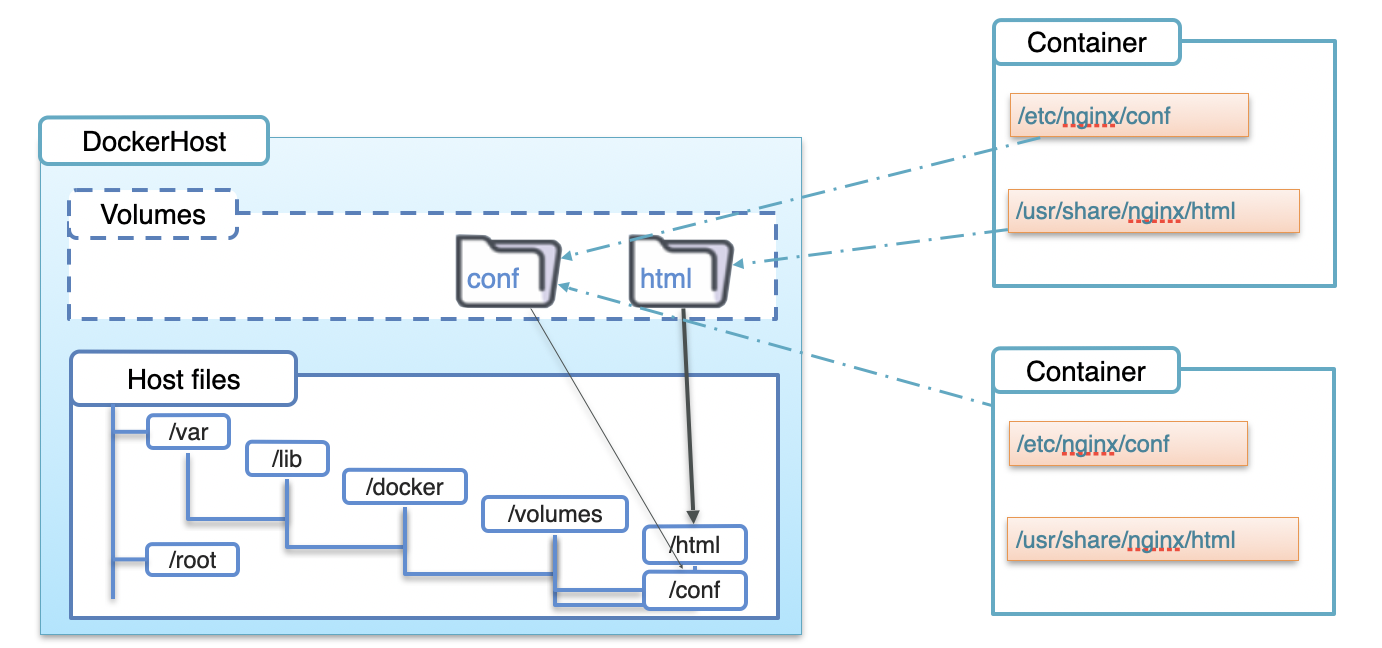 DockerHost
Volumes
conf
html
Host files
/var
/lib
/docker
/volumes
/html
/root
/conf
Container
/etc/nginx/conf
/usr/share/nginx/html
Container
/etc/nginx/conf
/usr/share/nginx/html